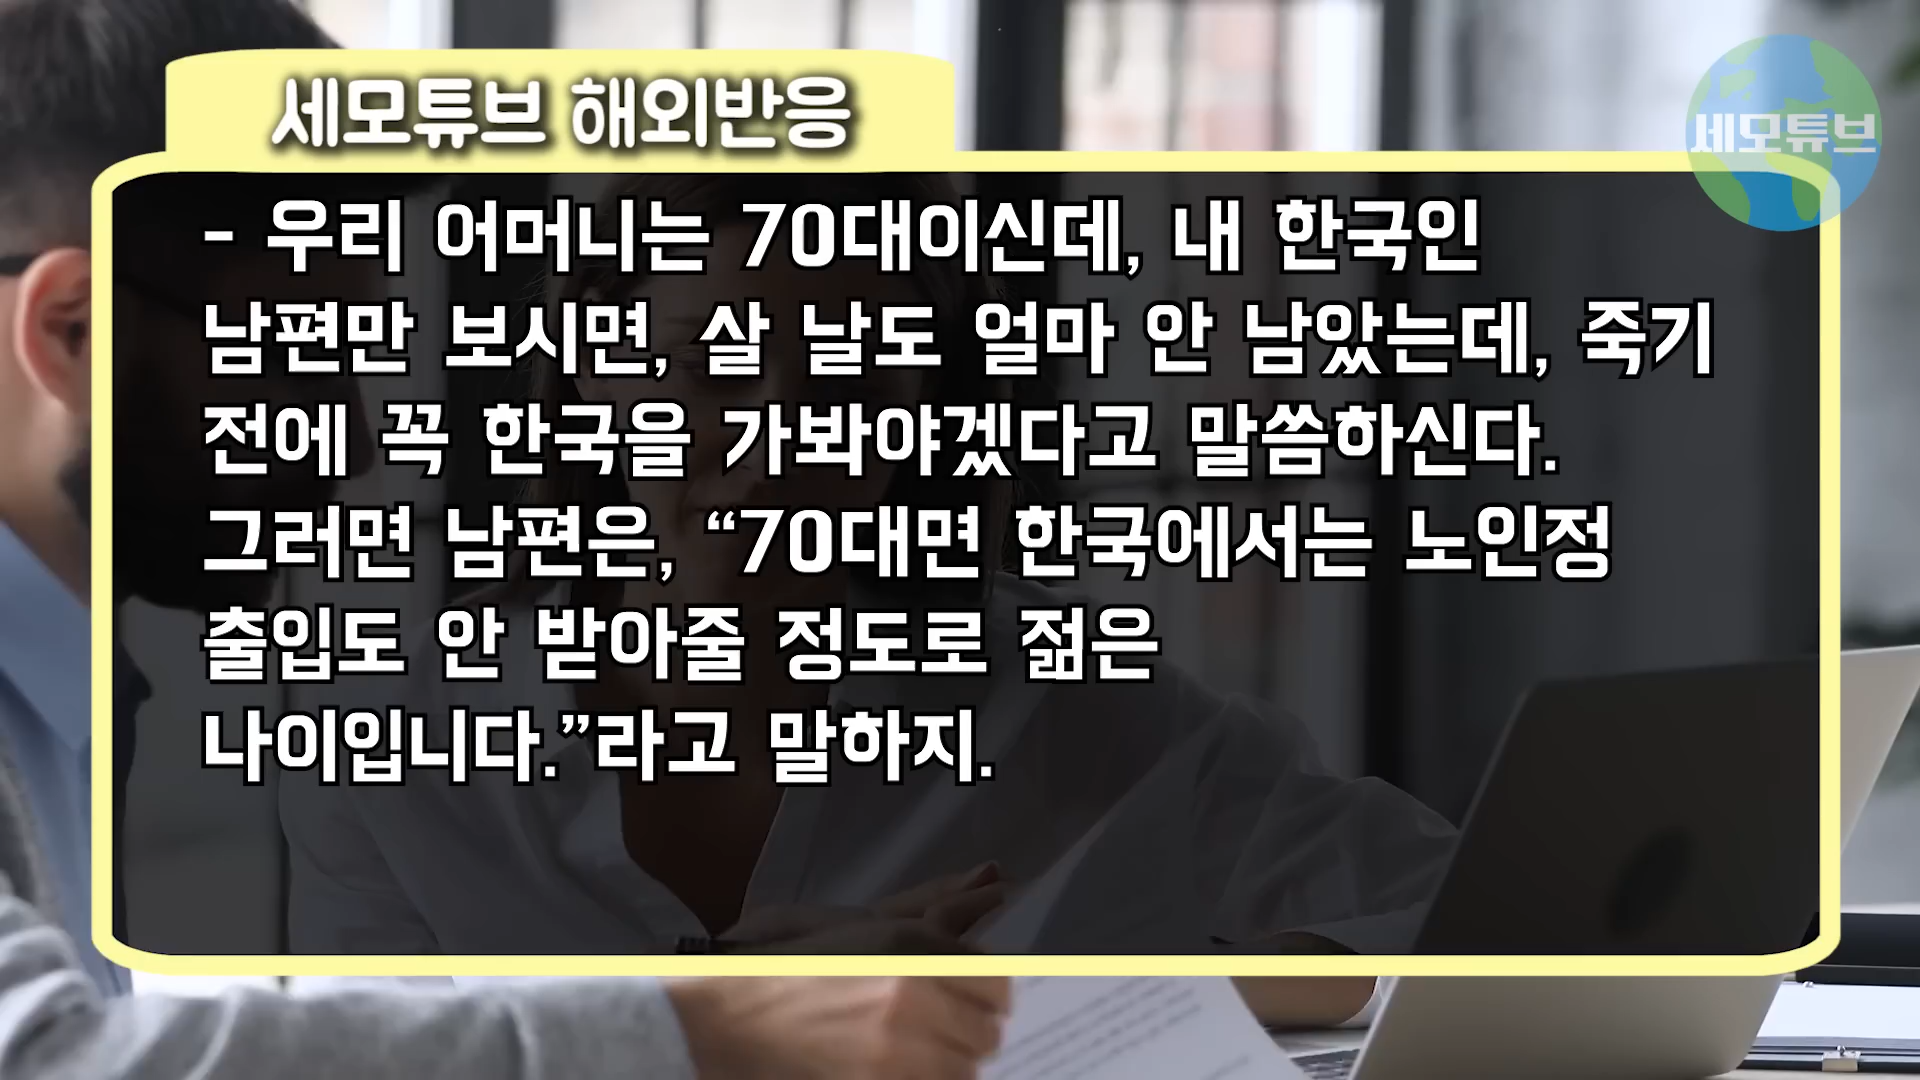 세모튜브 해외반응
세모튜브
- 우리 어머니는 70대이신데, 내 한국인
남편만 보시면, 살 날도 얼마 안 남았는데, 죽기
전에 꼭 한국을 가봐야겠다고 말씀하신다.
그러면 남편은, “70대면 한국에서는 노인정
출입도 안 받아줄 정도로 젊은
나이입니다.”라고 말하지.